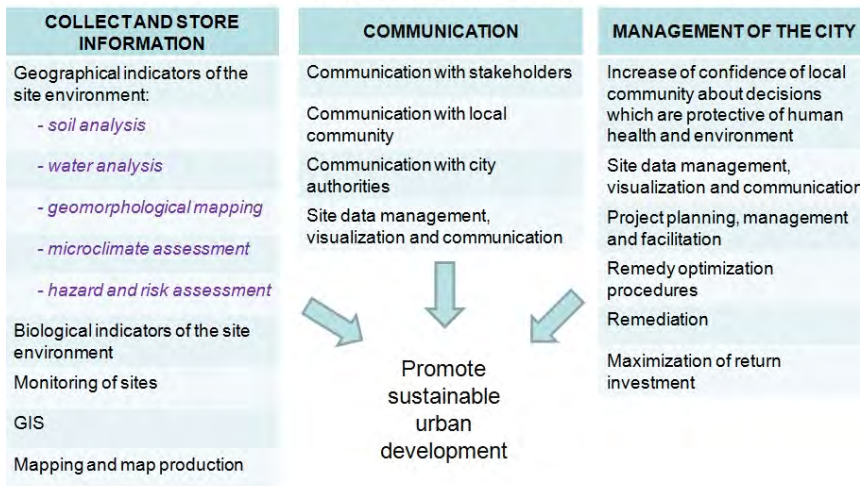 COLLECT AND STORE
INFORMATION
Geographical indicators of the
site environment:
- soil analysis
- water analysis
- geomorphological mapping
- microclimate assessment
- hazard and risk assessment
Biological indicators of the site
environment
Monitoring of sites
GIS
Mapping and map production
COMMUNICATION
Communication with stakeholders
Communication with local
community
Communication with city
authorities
Site data management,
visualization and communication
MANAGEMENT OF THE CITY
Increase of confidence of local
community about decisions
which are protective of human
health and environment
Site data management,
visualization and communication
Project planning, management
and facilitation
Remedy optimization
procedures
Remediation
Maximization of return
investment
Promote
sustainable
urban
development